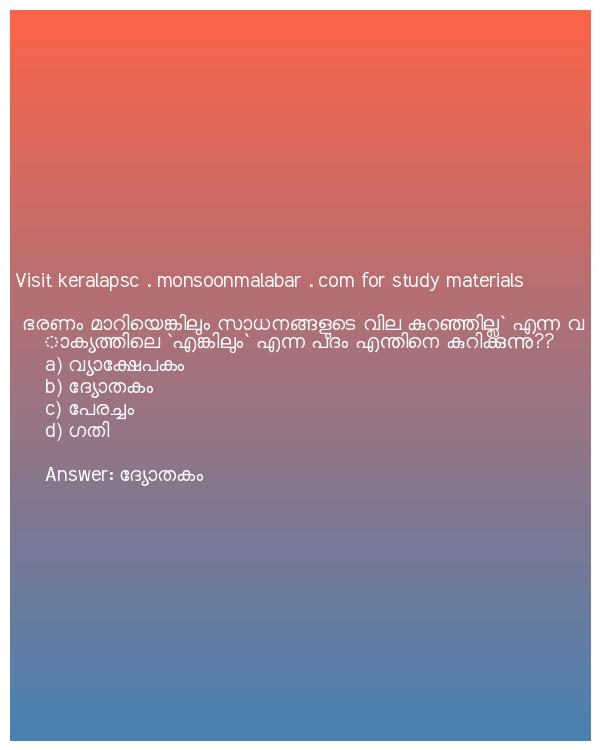 Visit keralapsc . monsoonmalabar . com for study materials
ഭരണം മാറിയെങ്കിലും സാധനങ്ങളുടെ വില കുറഞ്ഞില്ല` എന്ന വ
ാക്യത്തിലെ `എങ്കിലും` എന്ന പദം എന്തിനെ കുറിക്കുന്നു??
a) വ്യാക്ഷേപകം
b) ദ്യോതകം
c) പേരച്ചം
d) ഗതി
Answer: ദ്യോതകം